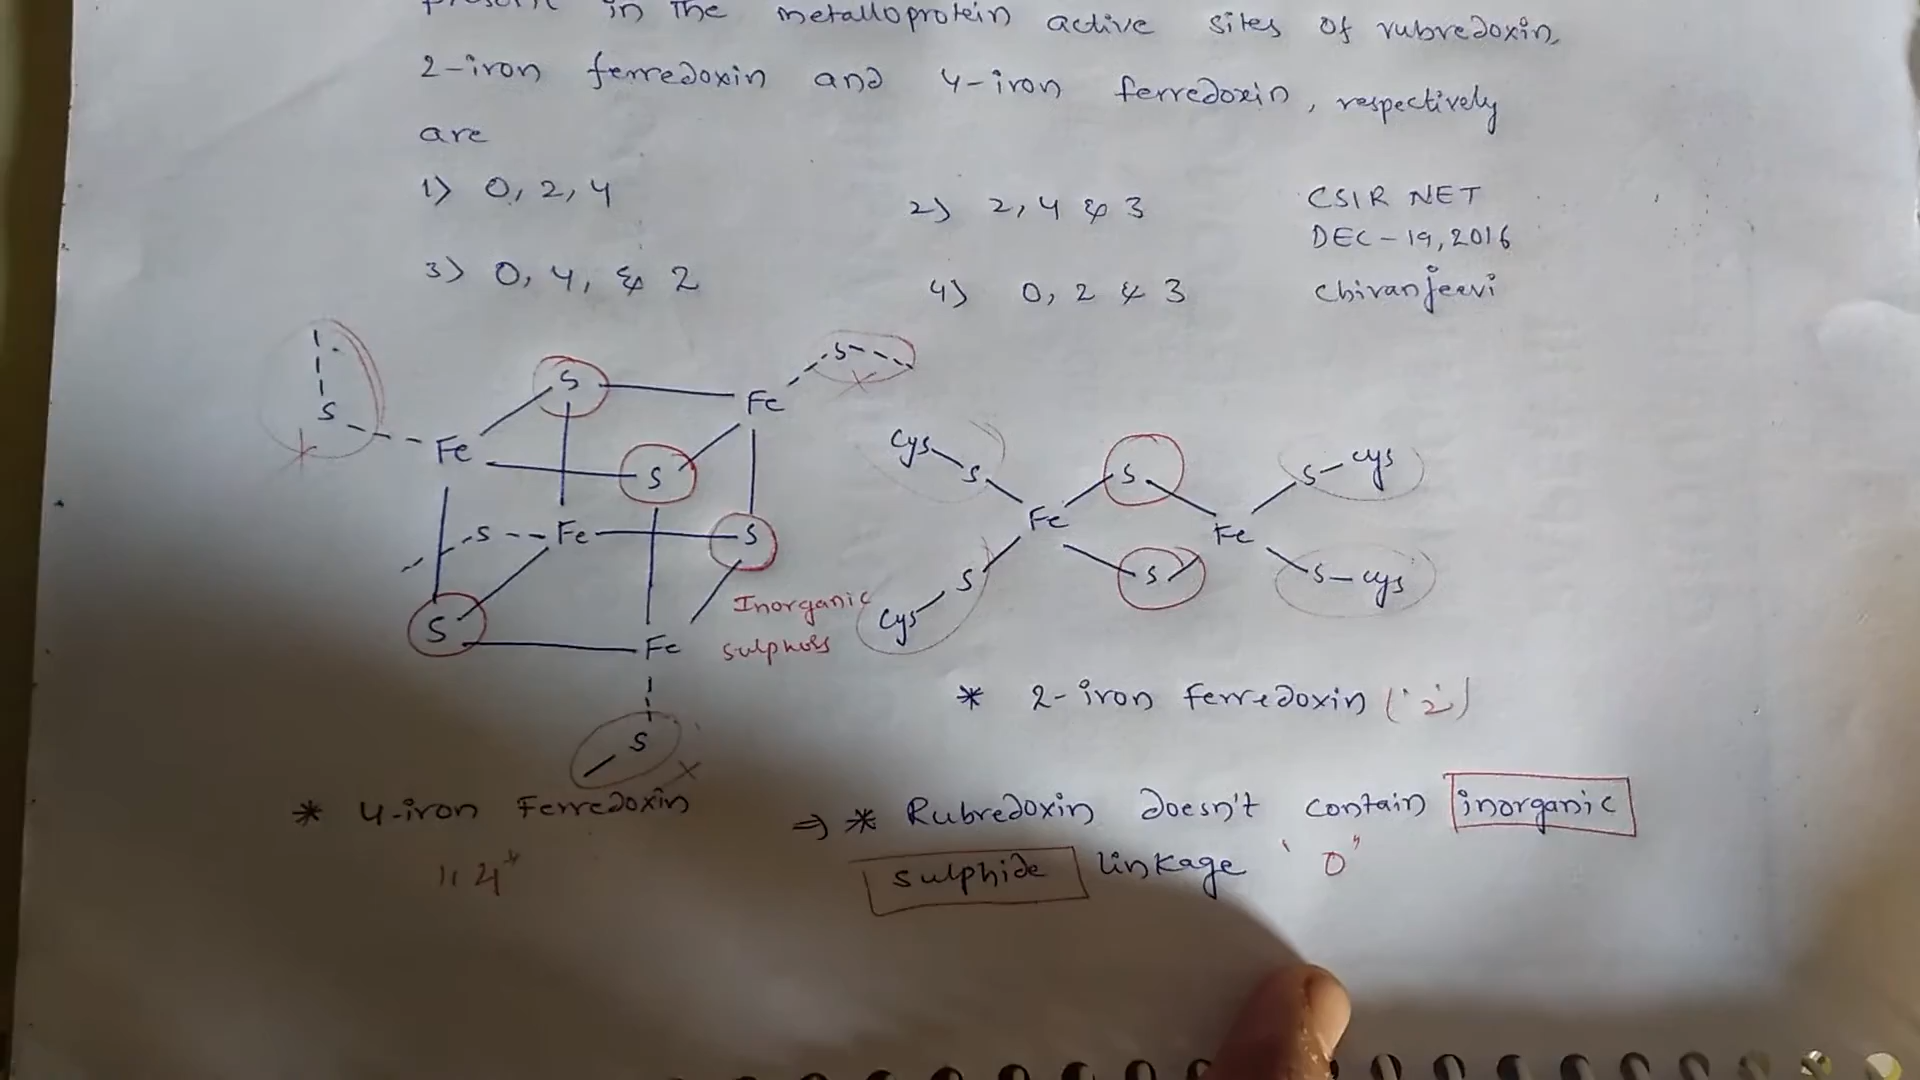 present in the metalloprotein active sites of rubredoxin,
2-iron ferredoxin and 4-iron ferredoxin, respectively
are
1) 0, 2, 4
2) 2, 4 & 3
CSIR NET
DEC-19, 2016
3) 0, 4, & 2
4) 0, 2 & 3
Chiranjeevi
S
S
Fe
S
Fe
S
S
Fe
S
S
Fe
S
Inorganic
sulphurs
Cys S
S
S-Cys
Fe
Fe
S
S-Cys
Cys S
* 2-iron ferredoxin ('2')
* 4-iron Ferredoxin
"4"
⇒ * Rubredoxin doesn't contain inorganic
sulphide linkage '0"